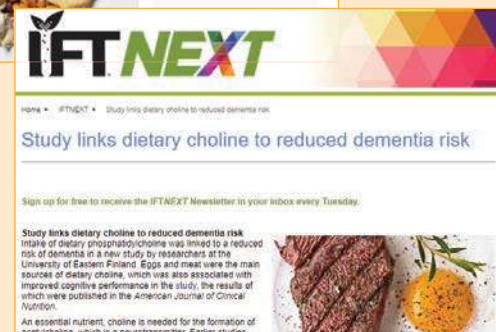 IFTNEXT
Home ▸ IFTNEXT ▸ Study links dietary choline to reduced dementia risk
Study links dietary choline to reduced dementia risk
Sign up for free to receive the IFTNEXT Newsletter in your inbox every Tuesday.
Study links dietary choline to reduced dementia risk
Intake of dietary phosphatidylcholine was linked to a reduced
risk of dementia in a new study by researchers at the
University of Eastern Finland. Eggs and meat were the main
sources of dietary choline, which was also associated with
improved cognitive performance in the study, the results of
which were published in the American Journal of Clinical
Nutrition.
An essential nutrient, choline is needed for the formation of